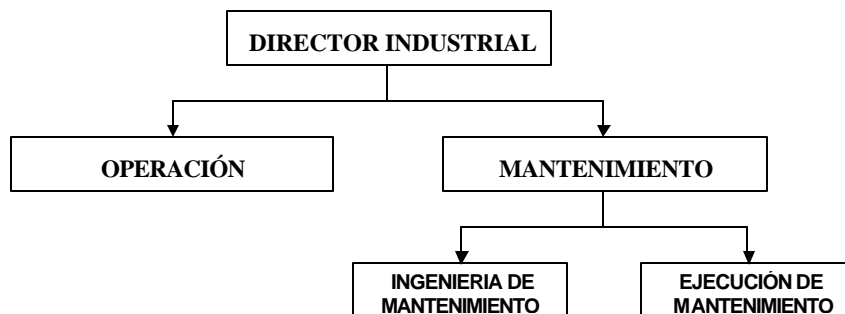 DIRECTOR INDUSTRIAL
OPERACIÓN
MANTENIMIENTO
INGENIERIA DE
MANTENIMIENTO
EJECUCIÓN DE
MANTENIMIENTO